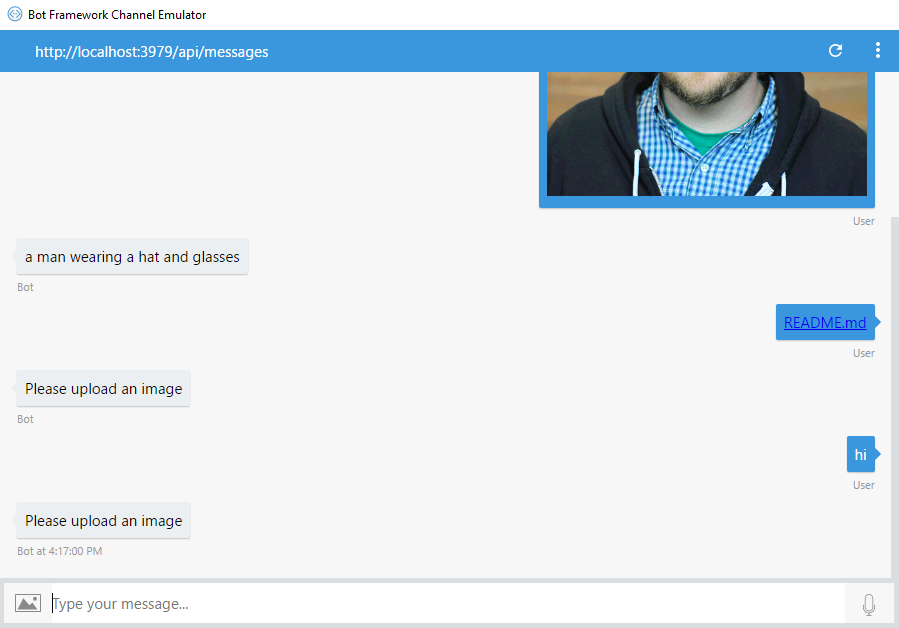 Bot Framework Channel Emulator
http://localhost:3979/api/messages
User
a man wearing a hat and glasses
Bot
README.md
User
Please upload an image
Bot
hi
User
Please upload an image
Bot at 4:17:00 PM
Type your message...